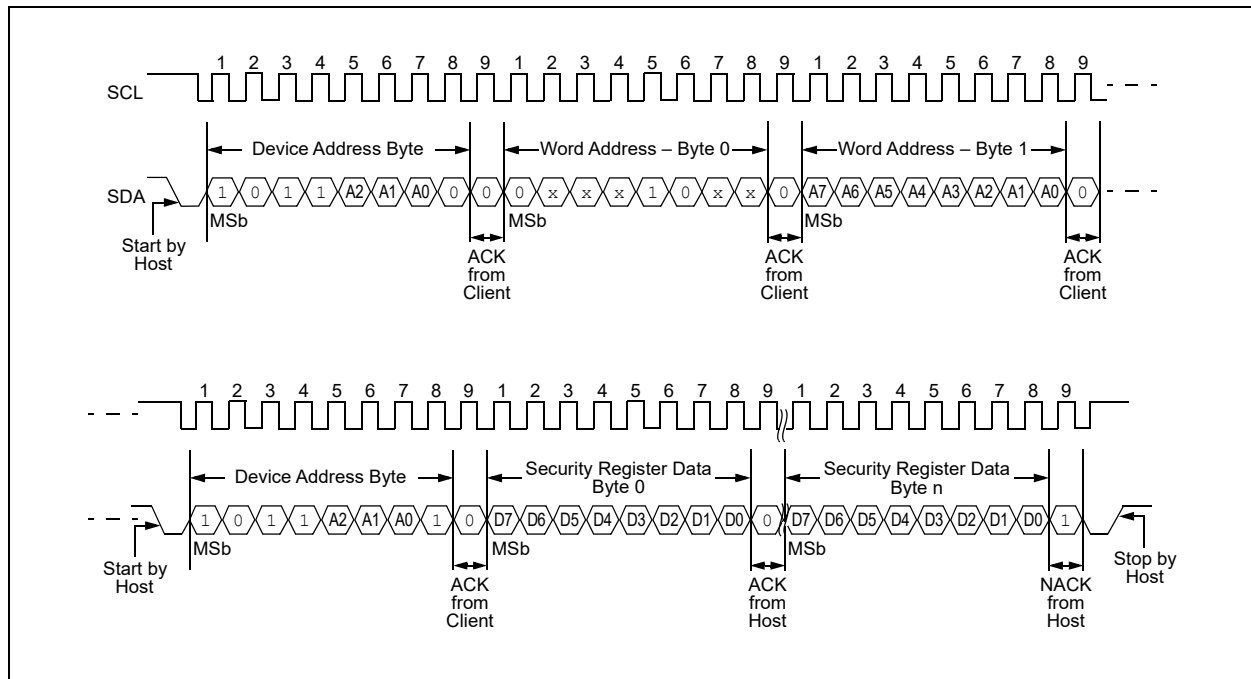 1 2 3 4 5 6 7 8 9 1 2 3 4 5 6 7 8 9 1 2 3 4 5 6 7 8 9
SCL
Device Address Byte Word Address – Byte 0 Word Address – Byte 1
SDA 1 0 1 1 A2 A1 A0 0 0 0 x x x 1 0 x x 0 A7 A6 A5 A4 A3 A2 A1 A0 0
MSb MSb MSb
Start by
Host
ACK
from
Client
ACK
from
Client
ACK
from
Client
1 2 3 4 5 6 7 8 9 1 2 3 4 5 6 7 8 9 1 2 3 4 5 6 7 8 9
Device Address Byte
Security Register Data
Byte 0
Security Register Data
Byte n
1 0 1 1 A2 A1 A0 1 0 D7 D6 D5 D4 D3 D2 D1 D0 0 D7 D6 D5 D4 D3 D2 D1 D0 1
MSb MSb MSb
Start by
Host
ACK
from
Client
ACK
from
Host
NACK
from
Host
Stop by
Host